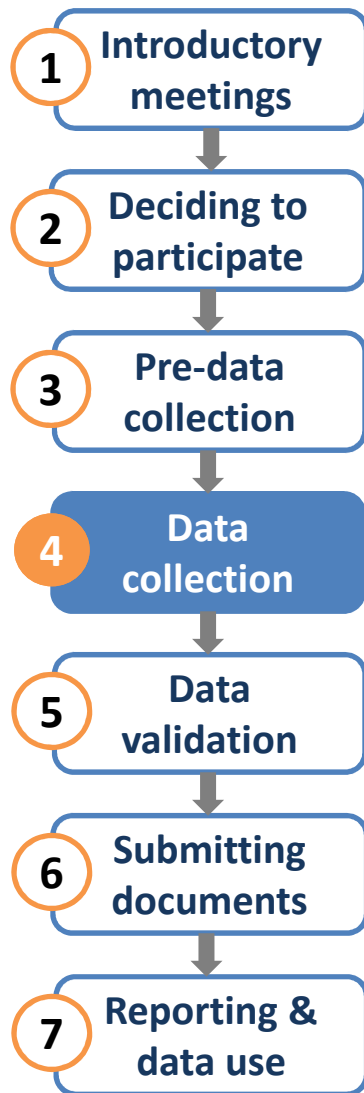 1
Introductory
meetings
2
Deciding to
participate
3
Pre-data
collection
4
Data
collection
5
Data
validation
6
Submitting
documents
7
Reporting &
data use